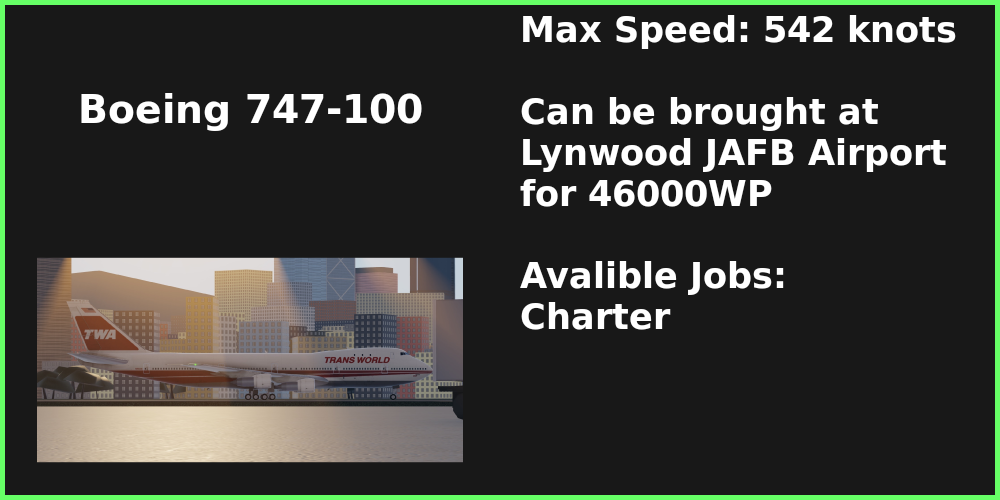 Boeing 747-100
TWA
TRANS WORLD
Max Speed: 542 knots
Can be brought at
Lynwood JAFB Airport
for 46000WP
Avalible Jobs:
Charter